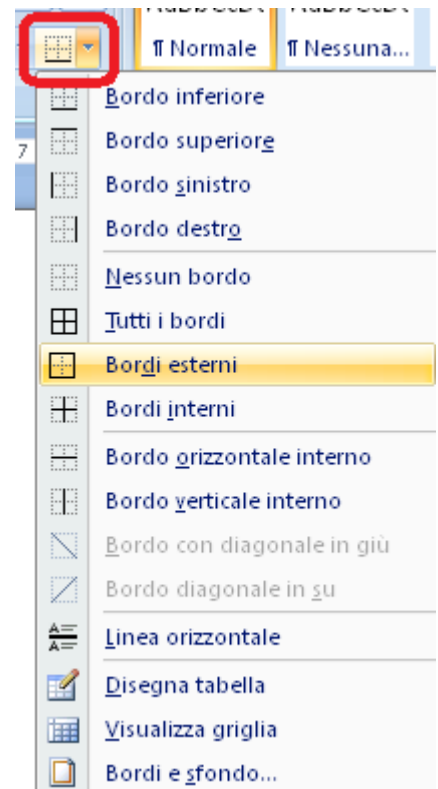 ¶ Normale ¶ Nessuna...
7
Bordo inferiore
Bordo superiore
Bordo sinistro
Bordo destro
Nessun bordo
Tutti i bordi
Bordi esterni
Bordi interni
Bordo orizzontale interno
Bordo verticale interno
Bordo con diagonale in giù
Bordo diagonale in su
Linea orizzontale
Disegna tabella
Visualizza griglia
Bordi e sfondo...